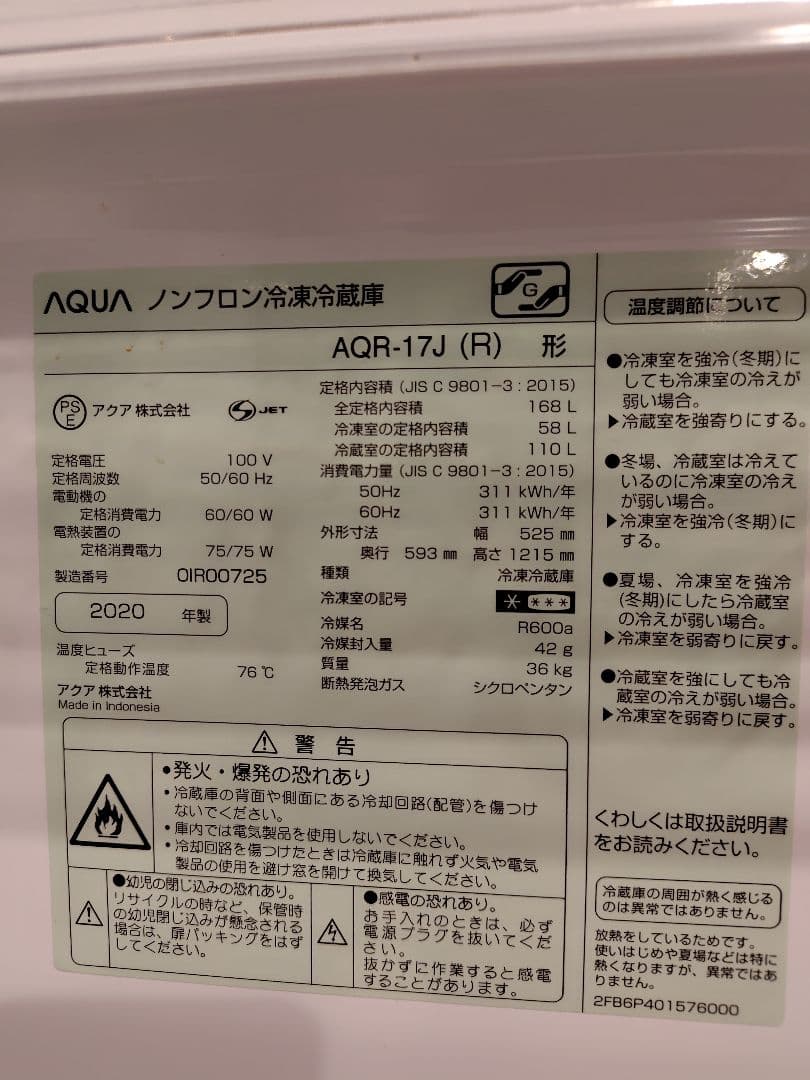 AQUA ノンフロン冷凍冷蔵庫
G
AQR-17J (R) 形
PS
E
アクア 株式会社
S JET
定格電圧 100 V
定格周波数 50/60 Hz
電動機の
定格消費電力 60/60 W
電熱装置の
定格消費電力 75/75 W
製造番号 0IR00725
2020 年製
温度ヒューズ
定格動作温度 76 ℃
アクア 株式会社
Made in Indonesia
定格内容積 (JIS C 9801-3 : 2015)
全定格内容積 168 L
冷凍室の定格内容積 58 L
冷蔵室の定格内容積 110 L
消費電力量 (JIS C 9801-3 : 2015)
50Hz 311 kWh/年
60Hz 311 kWh/年
外形寸法 幅 525 ㎜
奥行 593 ㎜ 高さ 1215 ㎜
種類 冷凍冷蔵庫
冷凍室の記号 * ***
冷媒名 R600a
冷媒封入量 42 g
質量 36 kg
断熱発泡ガス シクロペンタン
⚠ 警告
•発火・爆発の恐れあり
・冷蔵庫の背面や側面にある冷却回路(配管)を傷つけ
ないでください。
・庫内では電気製品を使用しないでください。
・冷却回路を傷つけたときは冷蔵庫に触れず火気や電気
製品の使用を避け窓を開けて換気してください。
●幼児の閉じ込みの恐れあり。
リサイクルの時など、保管時
の幼児閉じ込みが懸念される
場合は、扉パッキングをはず
してください。
●感電の恐れあり。
お手入れのときは、必ず
電源プラグを抜いてくだ
さい。
抜かずに作業すると感電
することがあります。
温度調節について
●冷凍室を強冷(冬期)に
しても冷凍室の冷えが
弱い場合。
▶冷蔵室を強寄りにする。
●冬場、冷蔵室は冷えて
いるのに冷凍室の冷え
が弱い場合。
▶冷凍室を強冷(冬期)に
する。
●夏場、冷凍室を強冷
(冬期)にしたら冷蔵室
の冷えが弱い場合。
▶冷凍室を弱寄りに戻す。
●冷蔵室を強にしても冷
蔵室の冷えが弱い場合。
▶冷凍室を弱寄りに戻す。
くわしくは取扱説明書
をお読みください。
冷蔵庫の周囲が熱く感じる
のは異常ではありません。
放熱をしているためです。
使いはじめや夏場などは特に
熱くなりますが、異常ではあ
りません。
2FB6P401576000